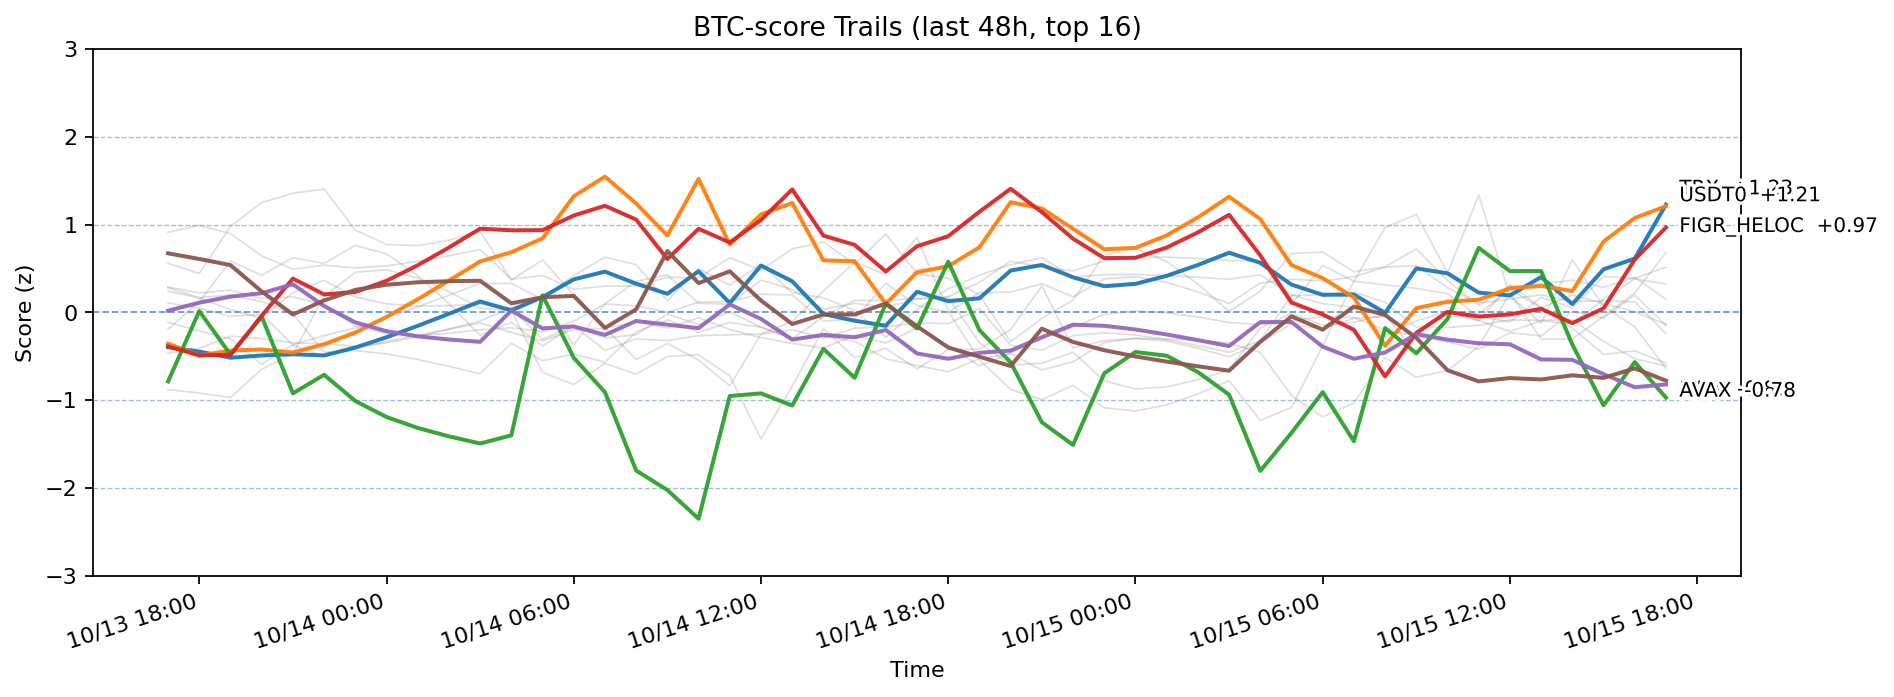 BTC-score Trails (last 48h, top 16)
3
2
1
0
−1
−2
−3
Score (z)
USDT0 +1.21
FIGR_HELOC +0.97
AVAX -0.78
10/13 18:00
10/14 00:00
10/14 06:00
10/14 12:00
10/14 18:00
10/15 00:00
10/15 06:00
10/15 12:00
10/15 18:00
Time